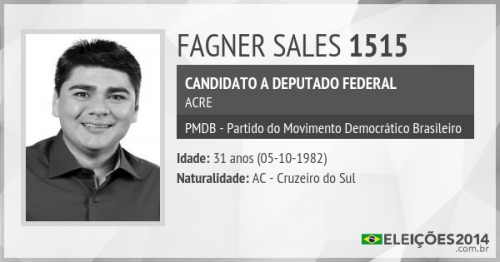 FAGNER SALES 1515
CANDIDATO A DEPUTADO FEDERAL
ACRE
PMDB - Partido do Movimento Democrático Brasileiro
Idade: 31 anos (05-10-1982)
Naturalidade: AC - Cruzeiro do Sul
ELEIÇÕES2014
.com.br